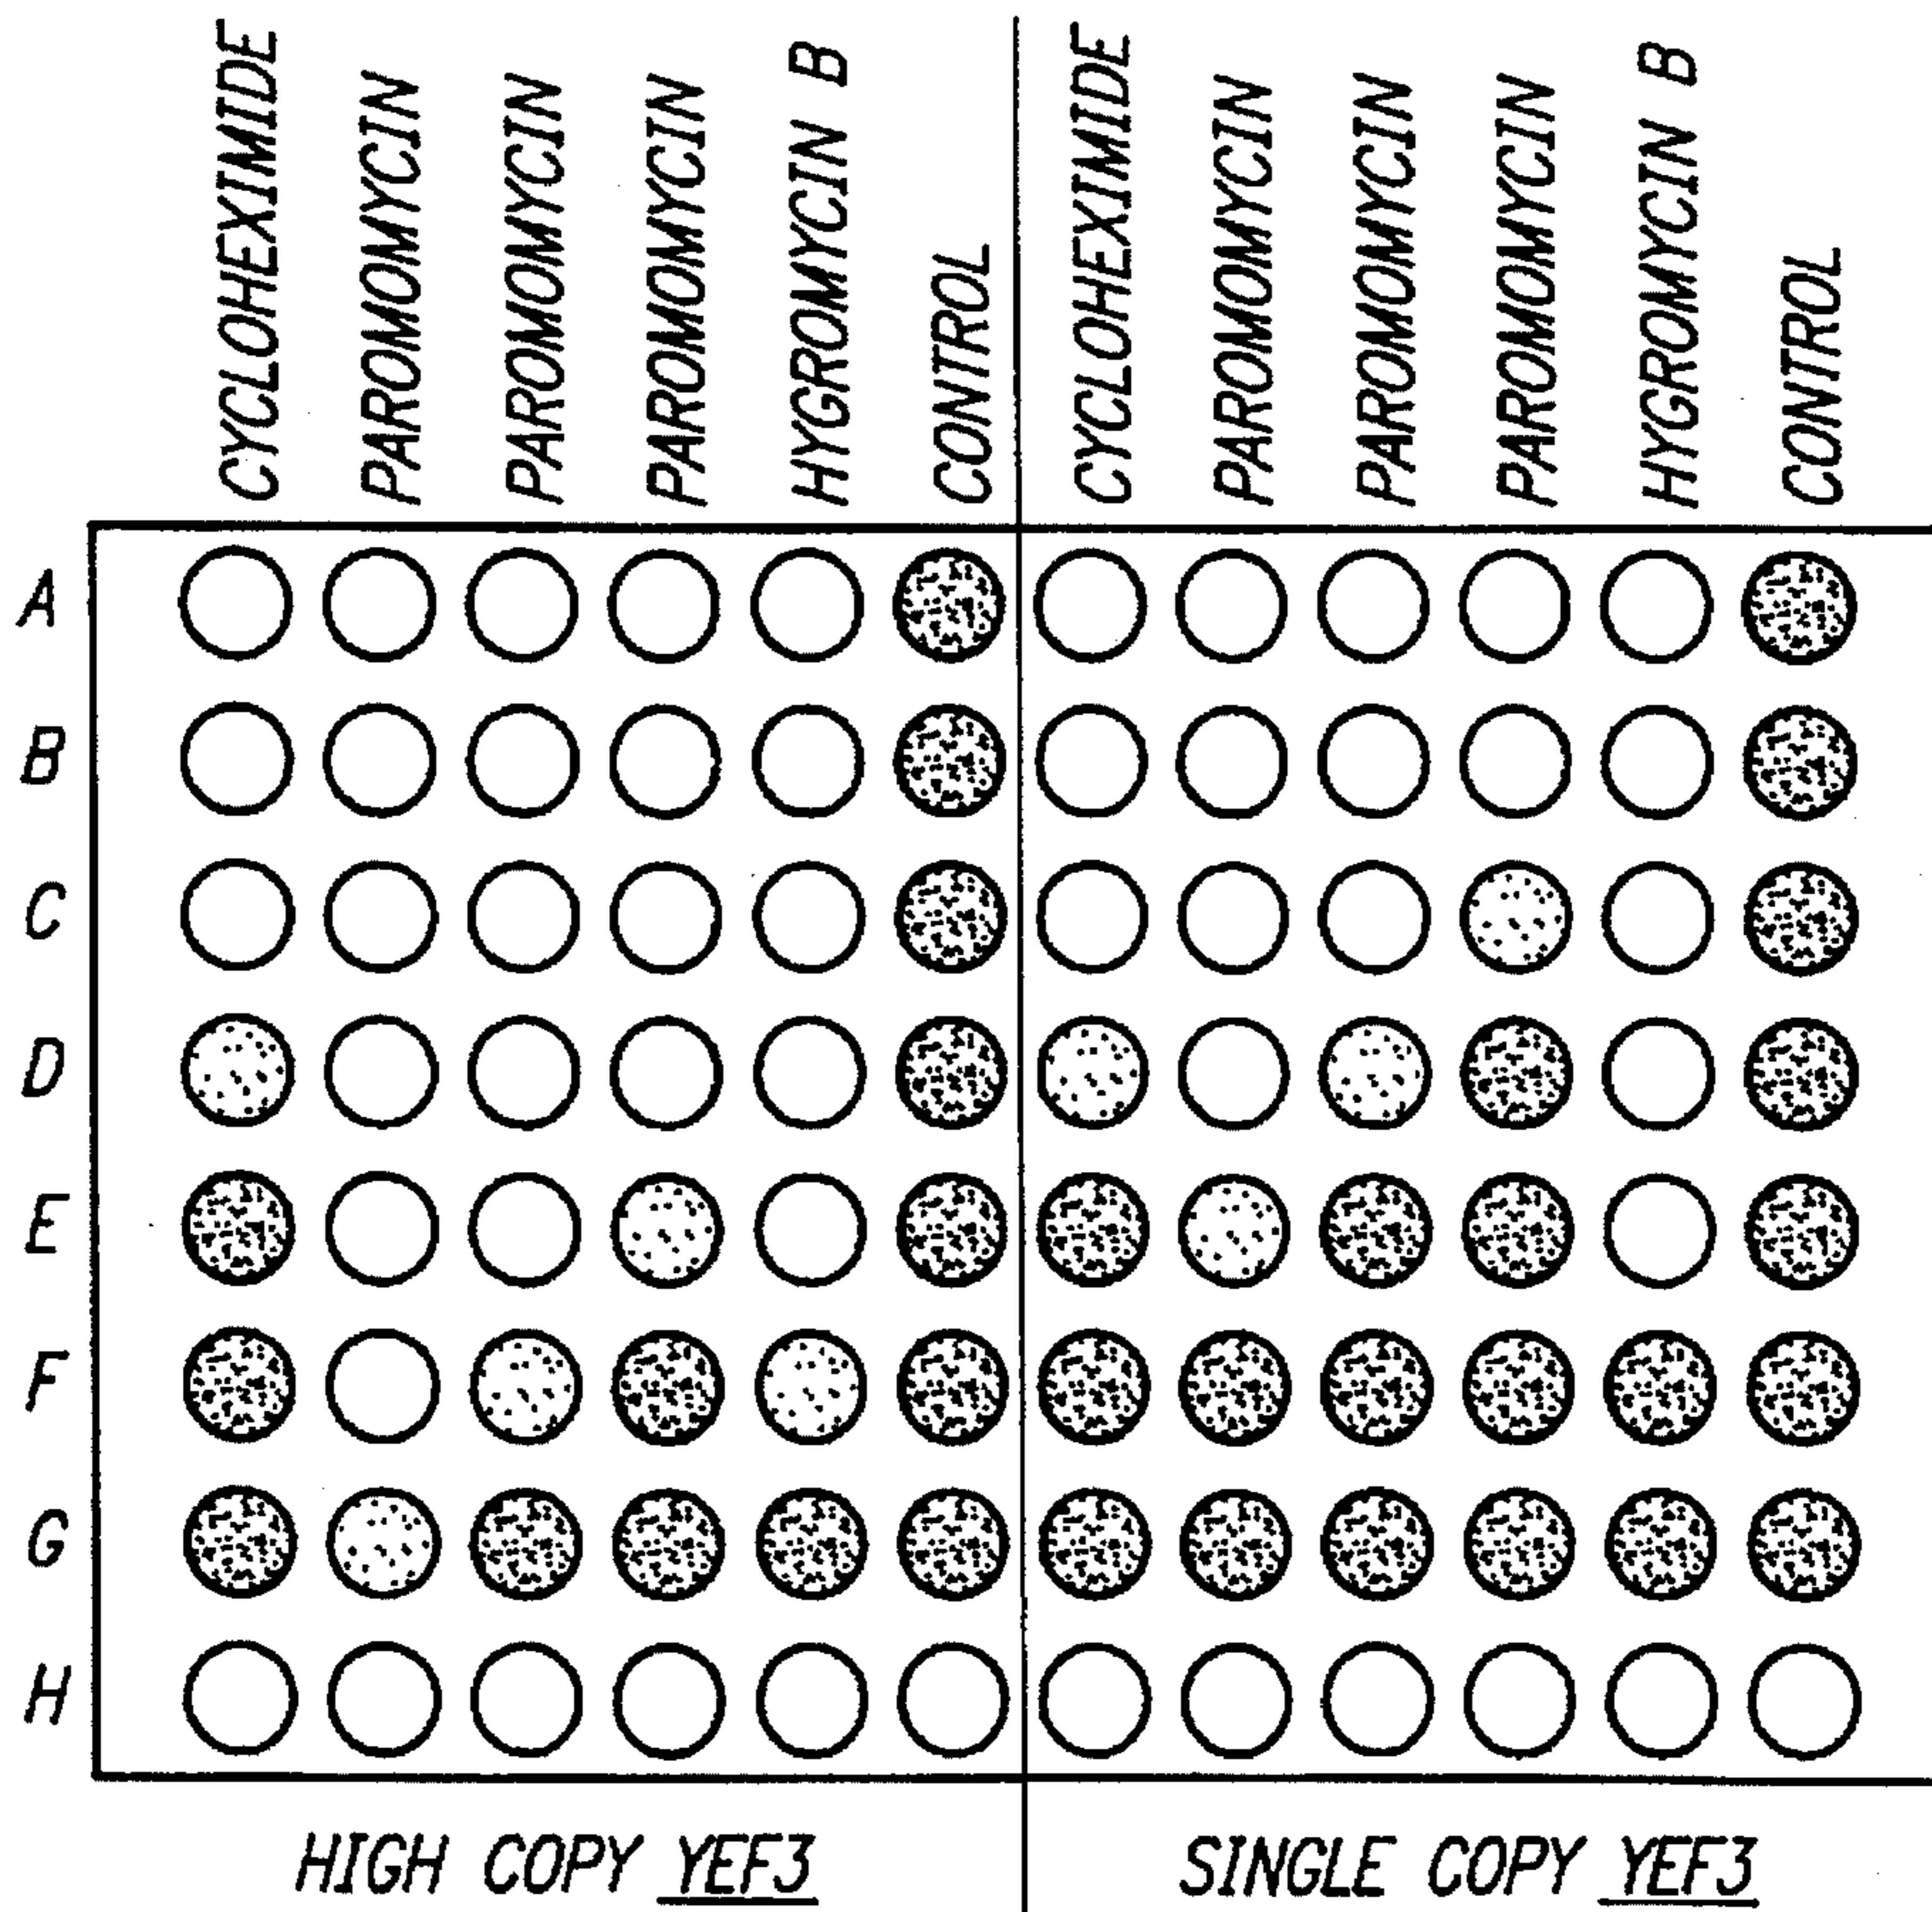 CYCLOHEXIMIDE
PAROMOMYCIN
PAROMOMYCIN
PAROMOMYCIN
HYGROMYCIN B
CONTROL
CYCLOHEXIMIDE
PAROMOMYCIN
PAROMOMYCIN
PAROMOMYCIN
HYGROMYCIN B
CONTROL
A
B
C
D
E
F
G
H
HIGH COPY YEF3
SINGLE COPY YEF3